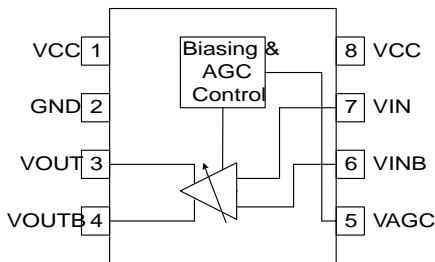 VCC 1 Biasing & 8 VCC
AGC
Control
GND 2 7 VIN
VOUT 3 6 VINB
VOUTB 4 5 VAGC